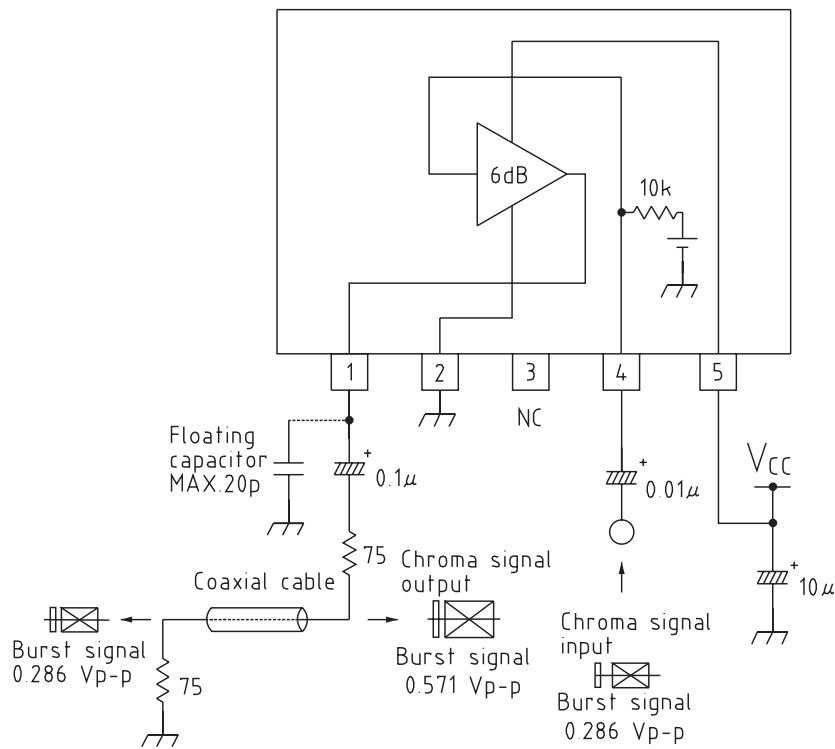 6dB
10k
1
2
3
4
5
NC
Floating
capacitor
MAX.20p
0.1μ
0.01μ
VCC
75
Chroma signal
output
Coaxial cable
10μ
Burst signal
0.286 Vp-p
75
Burst signal
0.571 Vp-p
Chroma signal
input
Burst signal
0.286 Vp-p